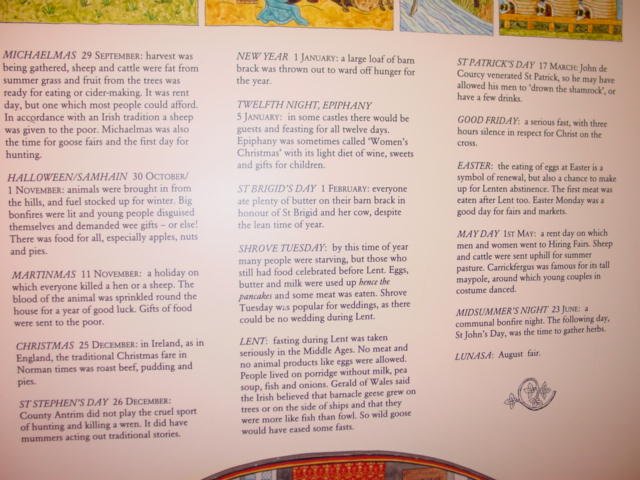 MICHAELMAS 29 SEPTEMBER: harvest was
being gathered, sheep and cattle were fat from
summer grass and fruit from the trees was
ready for eating or cider-making. It was rent
day, but one which most people could afford.
In accordance with an Irish tradition a sheep
was given to the poor. Michaelmas was also
the time for goose fairs and the first day for
hunting.
HALLOWEEN/SAMHAIN 30 OCTOBER/
1 NOVEMBER: animals were brought in from
the hills, and fuel stocked up for winter. Big
bonfires were lit and young people disguised
themselves and demanded wee gifts – or else!
There was food for all, especially apples, nuts
and pies.
MARTINMAS 11 NOVEMBER: a holiday on
which everyone killed a hen or a sheep. The
blood of the animal was sprinkled round the
house for a year of good luck. Gifts of food
were sent to the poor.
CHRISTMAS 25 DECEMBER: in Ireland, as in
England, the traditional Christmas fare in
Norman times was roast beef, pudding and
pies.
ST STEPHEN'S DAY 26 DECEMBER:
County Antrim did not play the cruel sport
of hunting and killing a wren. It did have
mummers acting out traditional stories.
NEW YEAR 1 JANUARY: a large loaf of barn
brack was thrown out to ward off hunger for
the year.
TWELFTH NIGHT, EPIPHANY
5 JANUARY: in some castles there would be
guests and feasting for all twelve days.
Epiphany was sometimes called 'Women's
Christmas' with its light diet of wine, sweets
and gifts for children.
ST BRIGID'S DAY 1 FEBRUARY: everyone
ate plenty of butter on their barn brack in
honour of St Brigid and her cow, despite
the lean time of year.
SHROVE TUESDAY: by this time of year
many people were starving, but those who
still had food celebrated before Lent. Eggs,
butter and milk were used up hence the
pancakes and some meat was eaten. Shrove
Tuesday was popular for weddings, as there
could be no wedding during Lent.
LENT: fasting during Lent was taken
seriously in the Middle Ages. No meat and
no animal products like eggs were allowed.
People lived on porridge without milk, pea
soup, fish and onions. Gerald of Wales said
the Irish believed that barnacle geese grew on
trees or on the side of ships and that they
were more like fish than fowl. So wild goose
would have eased some fasts.
ST PATRICK'S DAY 17 MARCH: John de
Courcy venerated St Patrick, so he may have
allowed his men to 'drown the shamrock', or
have a few drinks.
GOOD FRIDAY: a serious fast, with three
hours silence in respect for Christ on the
cross.
EASTER: the eating of eggs at Easter is a
symbol of renewal, but also a chance to make
up for Lenten abstinence. The first meat was
eaten after Lent too. Easter Monday was a
good day for fairs and markets.
MAY DAY 1ST MAY: a rent day on which
men and women went to Hiring Fairs. Sheep
and cattle were sent uphill for summer
pasture. Carrickfergus was famous for its tall
maypole, around which young couples in
costume danced.
MIDSUMMER'S NIGHT 23 JUNE: a
communal bonfire night. The following day,
St John's Day, was the time to gather herbs.
LUNASA: August fair.